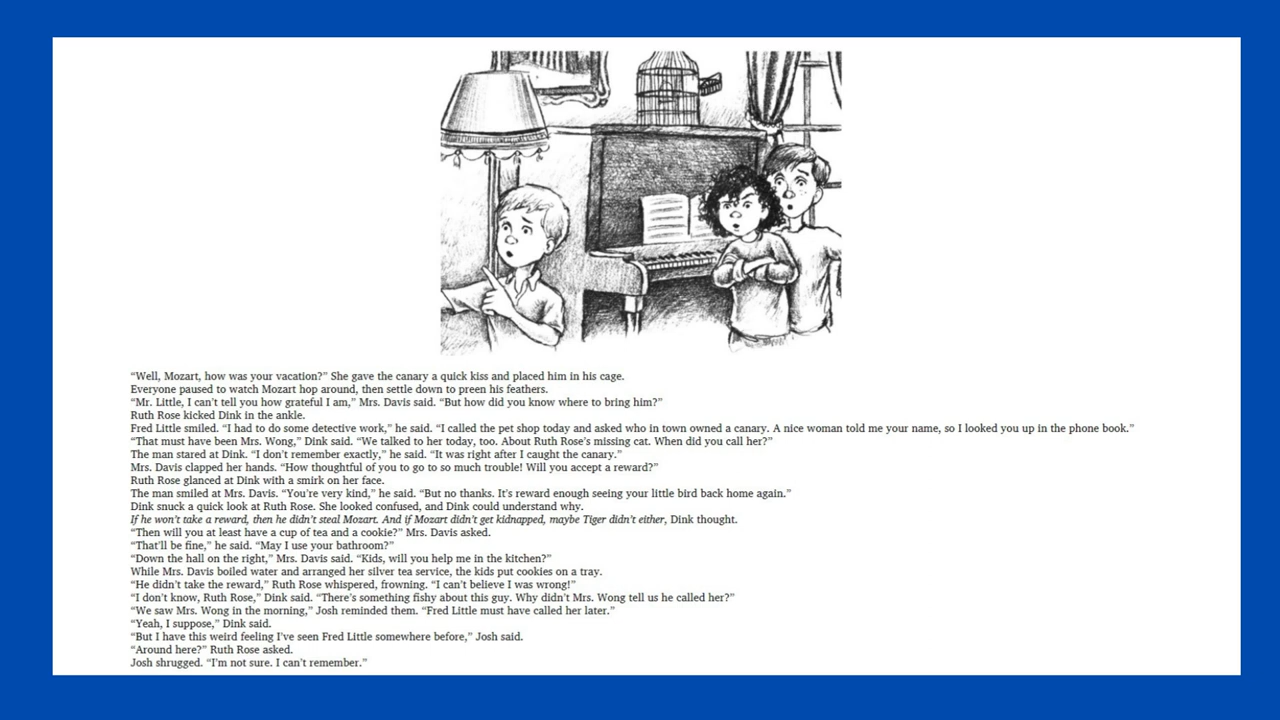 “Well, Mozart, how was your vacation?” She gave the canary a quick kiss and placed him in his cage.
Everyone paused to watch Mozart hop around, then settle down to preen his feathers.
“Mr. Little, I can’t tell you how grateful I am,” Mrs. Davis said. “But how did you know where to bring him?”
Ruth Rose kicked Dink in the ankle.
Fred Little smiled. “I had to do some detective work,” he said. “I called the pet shop today and asked who in town owned a canary. A nice woman told me your name, so I looked you up in the phone book.”
“That must have been Mrs. Wong,” Dink said. “We talked to her today, too. About Ruth Rose’s missing cat. When did you call her?”
The man stared at Dink. “I don’t remember exactly,” he said. “It was right after I caught the canary.”
Mrs. Davis clapped her hands. “How thoughtful of you to go to so much trouble! Will you accept a reward?”
Ruth Rose glanced at Dink with a smirk on her face.
The man smiled at Mrs. Davis. “You’re very kind,” he said. “But no thanks. It’s reward enough seeing your little bird back home again.”
Dink snuck a quick look at Ruth Rose. She looked confused, and Dink could understand why.
If he won’t take a reward, then he didn’t steal Mozart. And if Mozart didn’t get kidnapped, maybe Tiger didn’t either, Dink thought.
“Then will you at least have a cup of tea and a cookie?” Mrs. Davis asked.
“That’ll be fine,” he said. “May I use your bathroom?”
“Down the hall on the right,” Mrs. Davis said. “Kids, will you help me in the kitchen?”
While Mrs. Davis boiled water and arranged her silver tea service, the kids put cookies on a tray.
“He didn’t take the reward,” Ruth Rose whispered, frowning. “I can’t believe I was wrong!”
“I don’t know, Ruth Rose,” Dink said. “There’s something fishy about this guy. Why didn’t Mrs. Wong tell us he called her?”
“We saw Mrs. Wong in the morning,” Josh reminded them. “Fred Little must have called her later.”
“Yeah, I suppose,” Dink said.
“But I have this weird feeling I’ve seen Fred Little somewhere before,” Josh said.
“Around here?” Ruth Rose asked.
Josh shrugged. “I’m not sure. I can’t remember.”